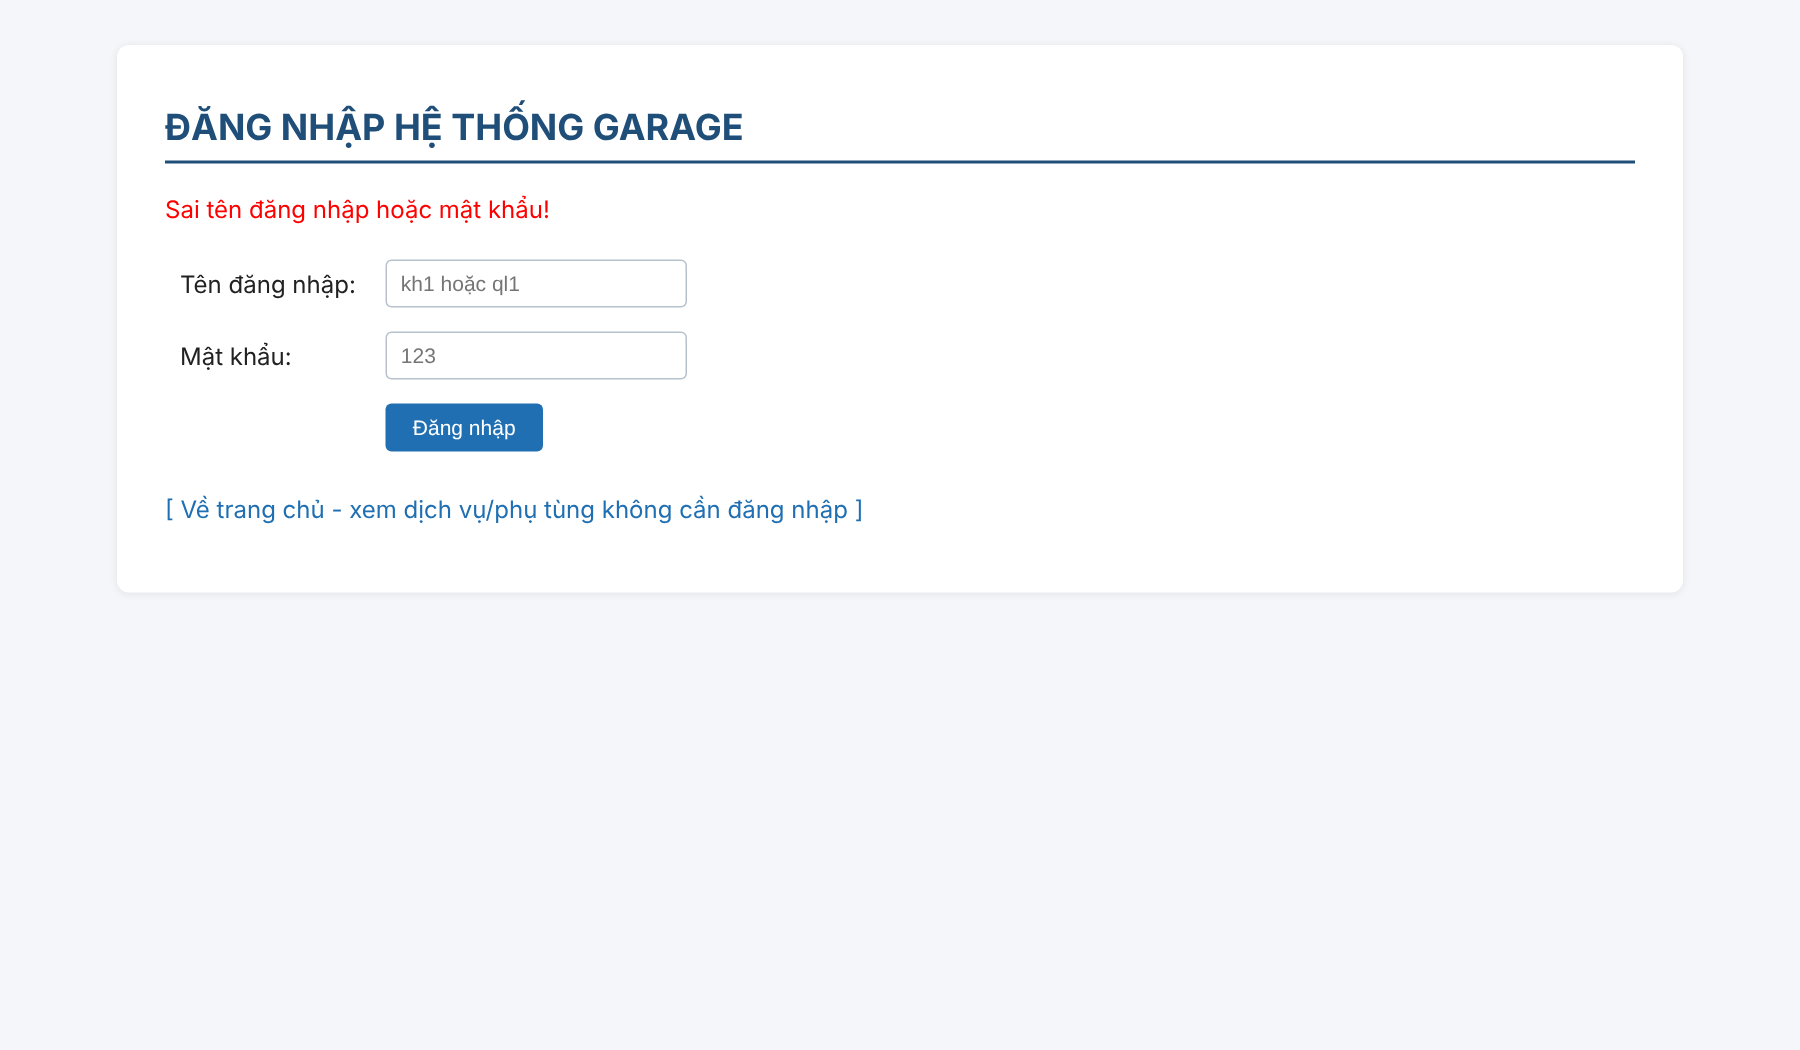 ĐĂNG NHẬP HỆ THỐNG GARAGE
Sai tên đăng nhập hoặc mật khẩu!
Tên đăng nhập: kh1 hoặc ql1
Mật khẩu: 123
Đăng nhập
[ Về trang chủ - xem dịch vụ/phụ tùng không cần đăng nhập ]